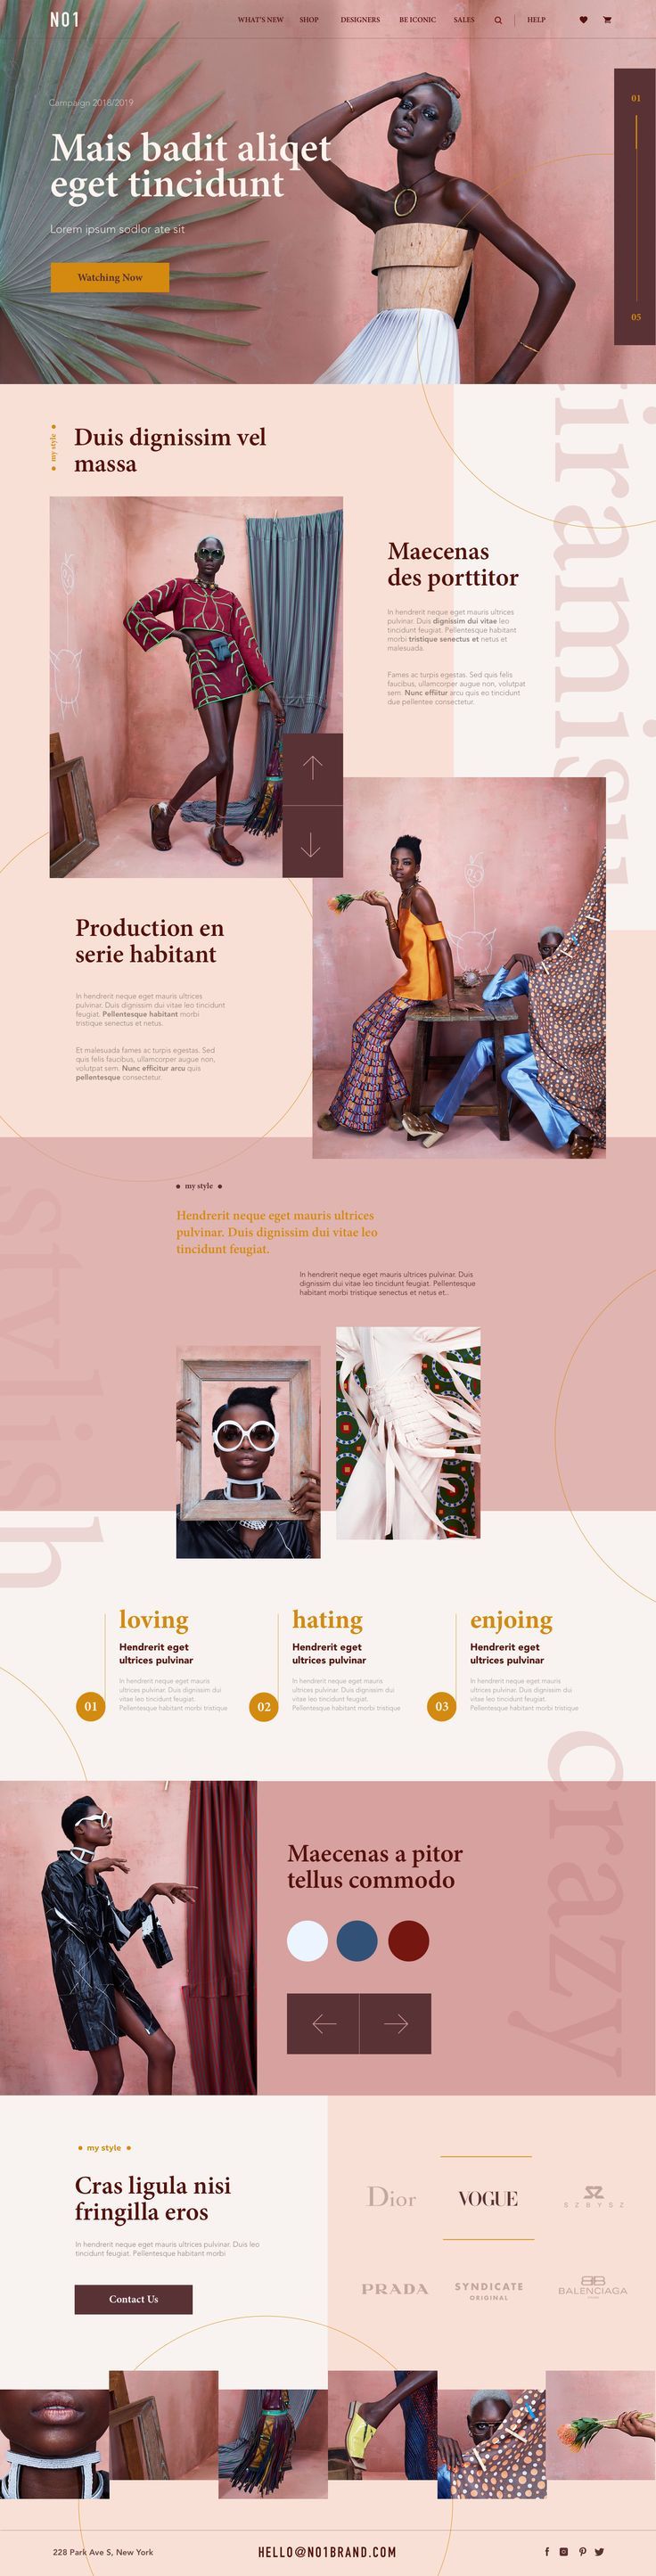 NO1
WHAT'S NEW SHOP DESIGNERS BE ICONIC SALES HELP
Campaign 2018/2019
Mais badit aliqet
eget tincidunt
Lorem ipsum sodlor ate sit
Watching Now
01
05
my style
Duis dignissim vel
massa
Maecenas
des porttitor
In hendrerit neque eget mauris ultrices
pulvinar. Duis dignissim dui vitae leo
tincidunt feugiat. Pellentesque habitant
morbi tristique senectus et netus et
malesuada.
Fames ac turpis egestas. Sed quis felis
faucibus, ullamcorper augue non, volutpat
sem. Nunc effiitur arcu quis eo tincidunt
due pellentee consectetur.
Production en
serie habitant
In hendrerit neque eget mauris ultrices
pulvinar. Duis dignissim dui vitae leo tincidunt
feugiat. Pellentesque habitant morbi
tristique senectus et netus.
Et malesuada fames ac turpis egestas. Sed
quis felis faucibus, ullamcorper augue non,
volutpat sem. Nunc efficitur arcu quis
pellentesque consectetur.
my style
Hendrerit neque eget mauris ultrices
pulvinar. Duis dignissim dui vitae leo
tincidunt feugiat.
In hendrerit neque eget mauris ultrices pulvinar. Duis
dignissim dui vitae leo tincidunt feugiat. Pellentesque
habitant morbi tristique senectus et netus et..
stylish
loving
Hendrerit eget
ultrices pulvinar
In hendrerit neque eget mauris
ultrices pulvinar. Duis dignissim dui
vitae leo tincidunt feugiat.
Pellentesque habitant morbi tristique
01
hating
Hendrerit eget
ultrices pulvinar
In hendrerit neque eget mauris
ultrices pulvinar. Duis dignissim dui
vitae leo tincidunt feugiat.
Pellentesque habitant morbi tristique
02
enjoing
Hendrerit eget
ultrices pulvinar
In hendrerit neque eget mauris
ultrices pulvinar. Duis dignissim dui
vitae leo tincidunt feugiat.
Pellentesque habitant morbi tristique
03
crazy
Maecenas a pitor
tellus commodo
my style
Cras ligula nisi
fringilla eros
In hendrerit neque eget mauris ultrices pulvinar. Duis leo
tincidunt feugiat. Pellentesque habitant morbi
Contact Us
Dior VOGUE SZBYSZ
PRADA SYNDICATE
ORIGINAL
BALENCIAGA
228 Park Ave S, New York
HELLO@NO1BRAND.COM